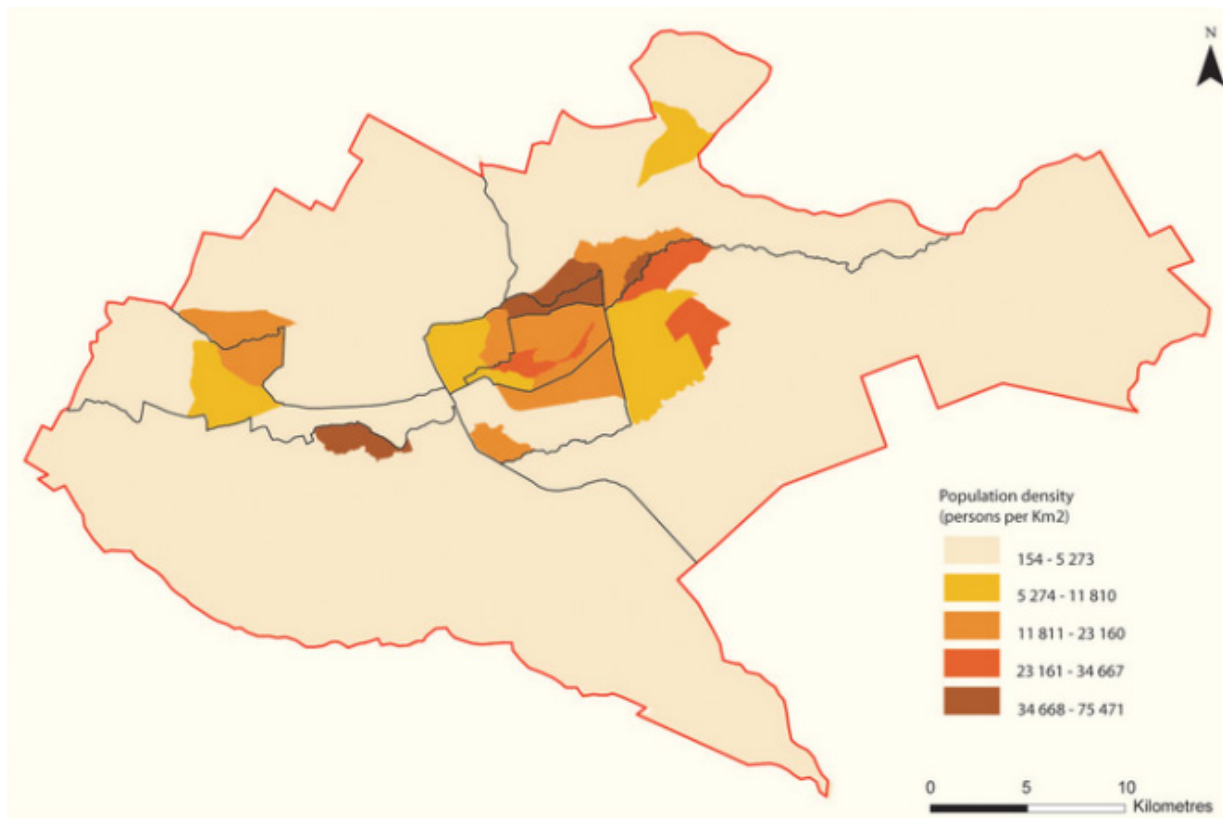 N
Population density
(persons per Km2)
154 - 5 273
5 274 - 11 810
11 811 - 23 160
23 161 - 34 667
34 668 - 75 471
0 5 10
Kilometres